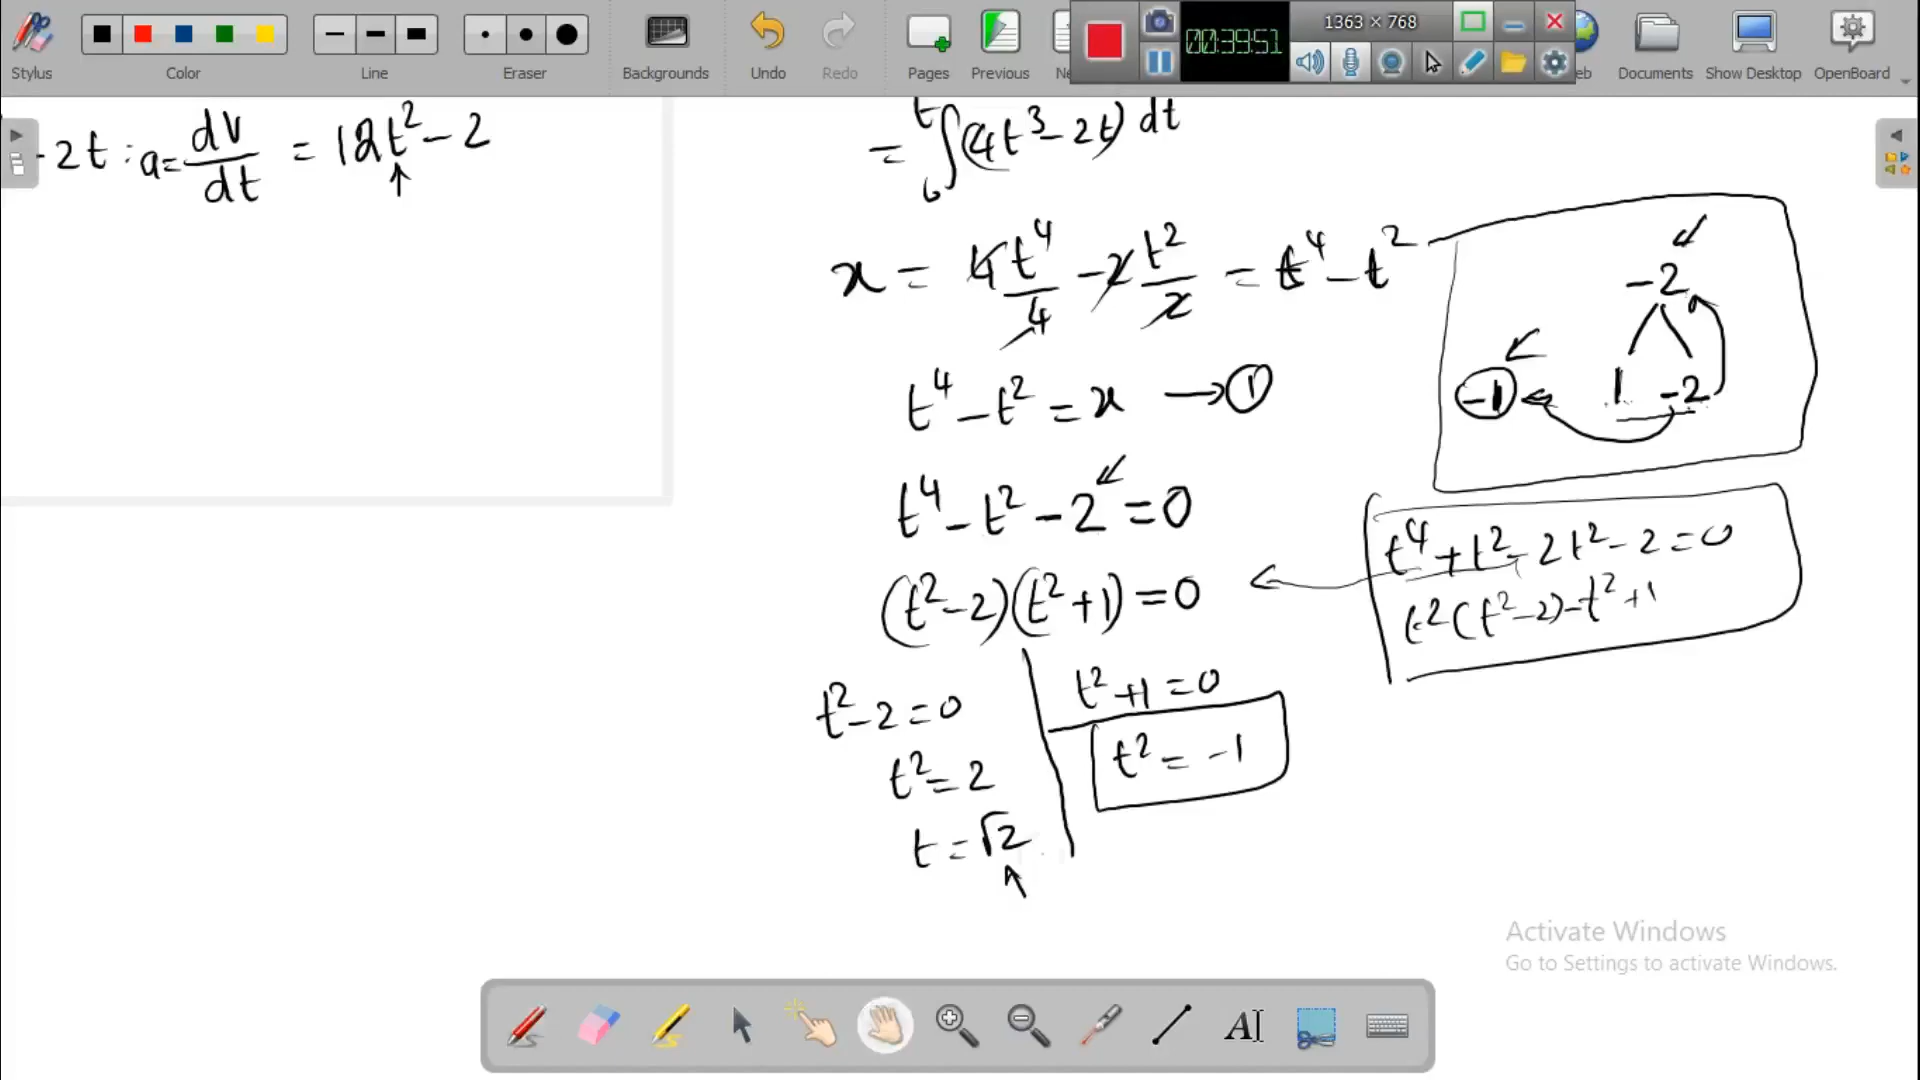 00:39:51
1363 × 768
Stylus
Color
Line
Eraser
Backgrounds
Undo
Redo
Pages
Previous
Documents
Show Desktop
OpenBoard
-2t : a = dv/dt = 12t² - 2
= ∫(4t³ - 2t) dt
x = 4t⁴/4 - 2t²/2 = t⁴ - t²
t⁴ - t² = x → ①
t⁴ - t² - 2 = 0
(t² - 2)(t² + 1) = 0
t² - 2 = 0
t² = 2
t = √2
t² + 1 = 0
t² = -1
-2
-1 1 -2
t⁴ + t² - 2t² - 2 = 0
t²(t² - 2) - t² + 1
Activate Windows
Go to Settings to activate Windows.
AI